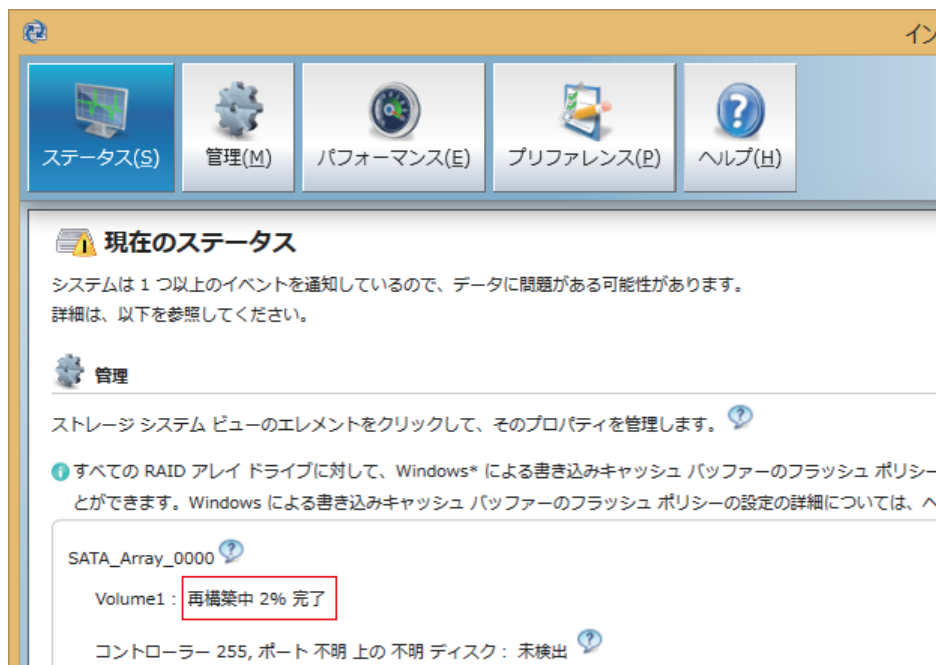 イン
ステータス(S)
管理(M)
パフォーマンス(E)
プリファレンス(P)
ヘルプ(H)
現在のステータス
システムは 1 つ以上のイベントを通知しているので、データに問題がある可能性があります。
詳細は、以下を参照してください。
管理
ストレージ システム ビューのエレメントをクリックして、そのプロパティを管理します。
すべての RAID アレイ ドライブに対して、Windows* による書き込みキャッシュ バッファーのフラッシュ ポリシー
とができます。Windows による書き込みキャッシュ バッファーのフラッシュ ポリシーの設定の詳細については、ヘ
SATA_Array_0000
Volume1 : 再構築中 2% 完了
コントローラー 255, ポート 不明 上の 不明 ディスク : 未検出